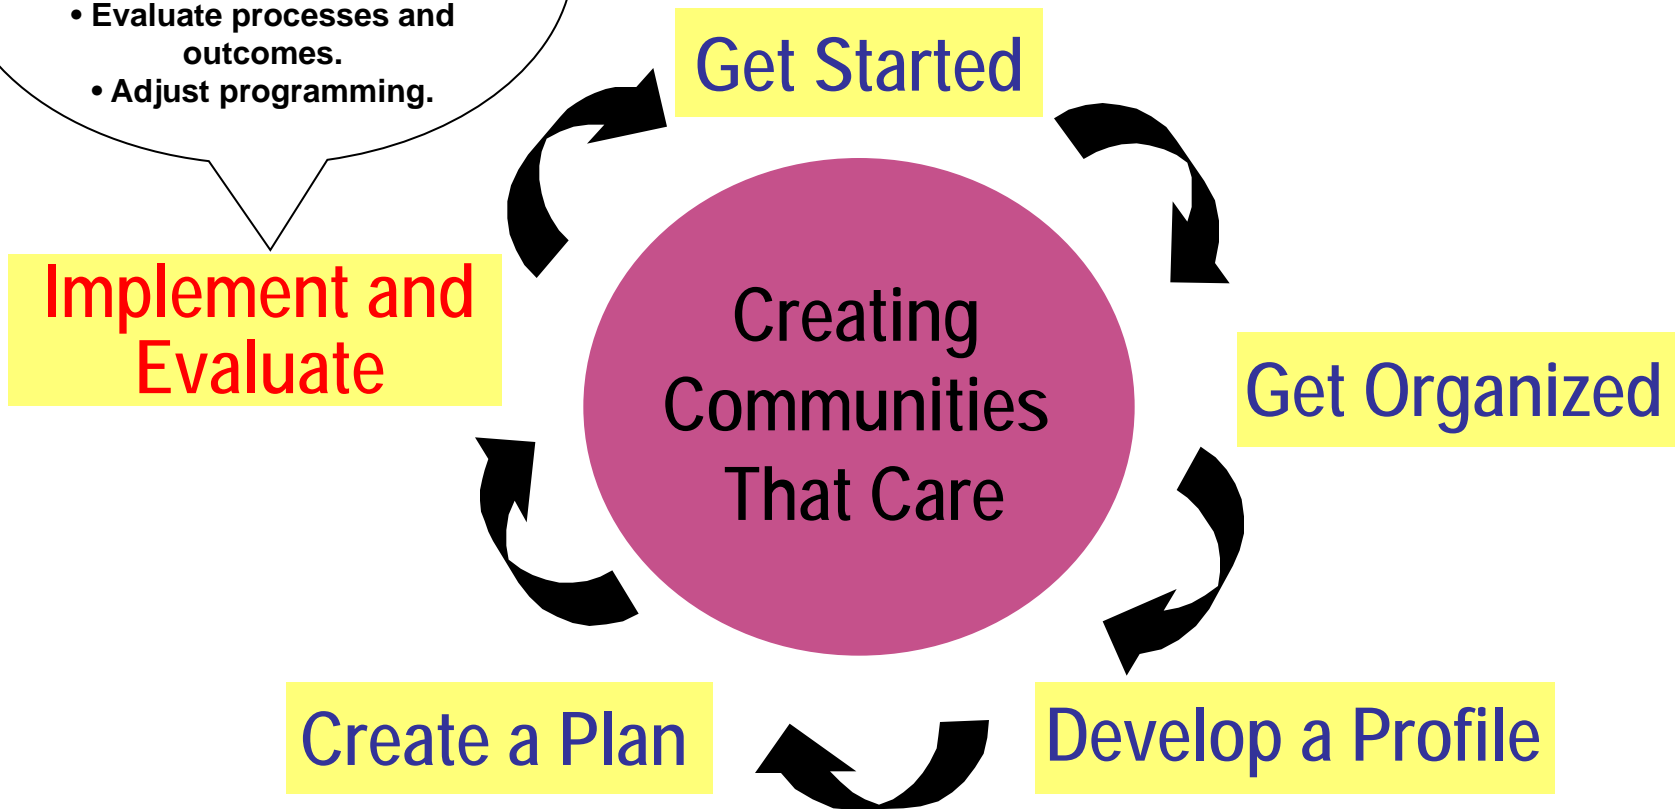 • Evaluate processes and
outcomes.
• Adjust programming.
Get Started
Implement and
Evaluate
Creating
Communities
That Care
Get Organized
Create a Plan
Develop a Profile